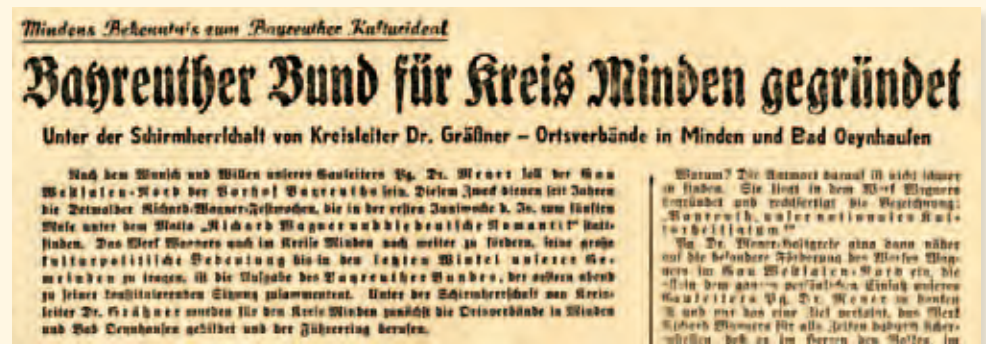 Mindens Bekenntnis zum Bayreuther Kulturideal
Bayreuther Bund für Kreis Minden gegründet
Unter der Schirmherrschaft von Kreisleiter Dr. Gräßner – Ortsverbände in Minden und Bad Oeynhausen
Nach dem Wunsch und Willen unseres Gauleiters Pg. Dr. Meyer soll der Gau
Westfalen-Nord der Vorhof Bayreuths sein. Diesem Zweck dienen seit Jahren
die Detmolder Richard-Wagner-Festwochen, die in der ersten Juniwoche d. Js. zum fünften
Male unter dem Motto „Richard Wagner und die deutsche Romantik“ statt-
finden. Das Werk Wagners auch im Kreise Minden noch weiter zu fördern, seine große
kulturpolitische Bedeutung bis in den letzten Winkel unserer Ge-
meinden zu tragen, ist die Aufgabe des Bayreuther Bundes, der gestern abend
zu seiner konstituierenden Sitzung zusammentrat. Unter der Schirmherrschaft von Kreis-
leiter Dr. Gräßner wurden für den Kreis Minden zunächst die Ortsverbände in Minden
und Bad Oeynhausen gebildet und der Führerring berufen.
Warum? Die Antwort darauf ist nicht schwer
zu finden. Sie liegt in dem Werk Wagners
begründet und rechtfertigt die Bezeichnung:
„Bayreuth, unser nationales Kul-
turheiligtum“
Pg. Dr. Meyer ging dann näher
auf die besondere Förderung des Werkes Wag-
ners im Gau Westfalen-Nord ein, die
dem persönlichen Einsatz unseres
Gauleiters Pg. Dr. Meyer zu danken
und nur das eine Ziel verfolgt, das Werk
Richard Wagners für alle Zeiten dadurch sicher-
zustellen, daß es im Herzen des Volkes, im